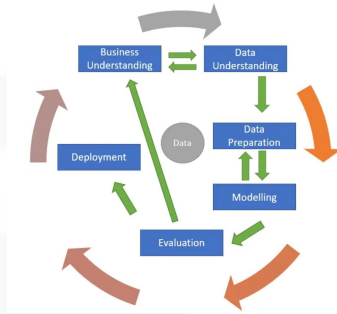 Business
Understanding
Data
Understanding
Data
Preparation
Data
Deployment
Modelling
Evaluation